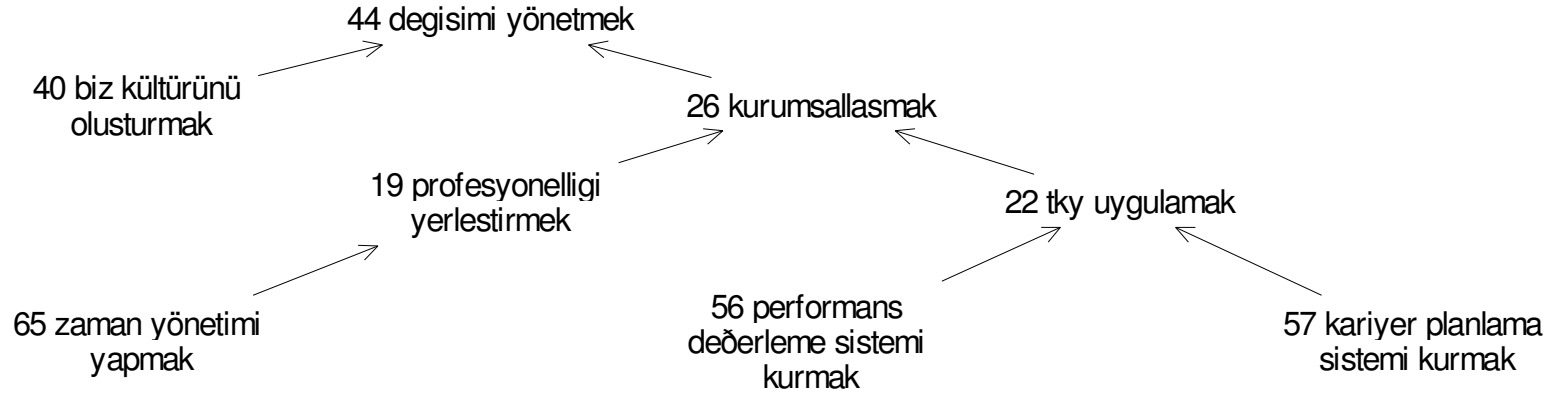 44 degisimi yönetmek
40 biz kültürünü
olusturmak
26 kurumsallasmak
19 profesyonelligi
yerlestirmek
22 tky uygulamak
65 zaman yönetimi
yapmak
56 performans
deðerleme sistemi
kurmak
57 kariyer planlama
sistemi kurmak